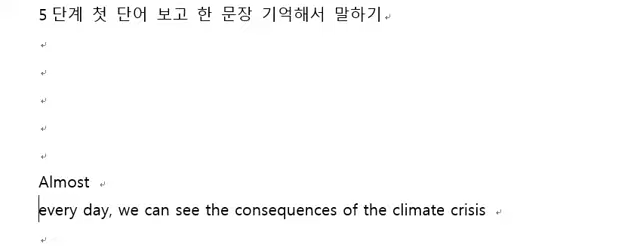 5단계 첫 단어 보고 한 문장 기억해서 말하기
Almost
every day, we can see the consequences of the climate crisis